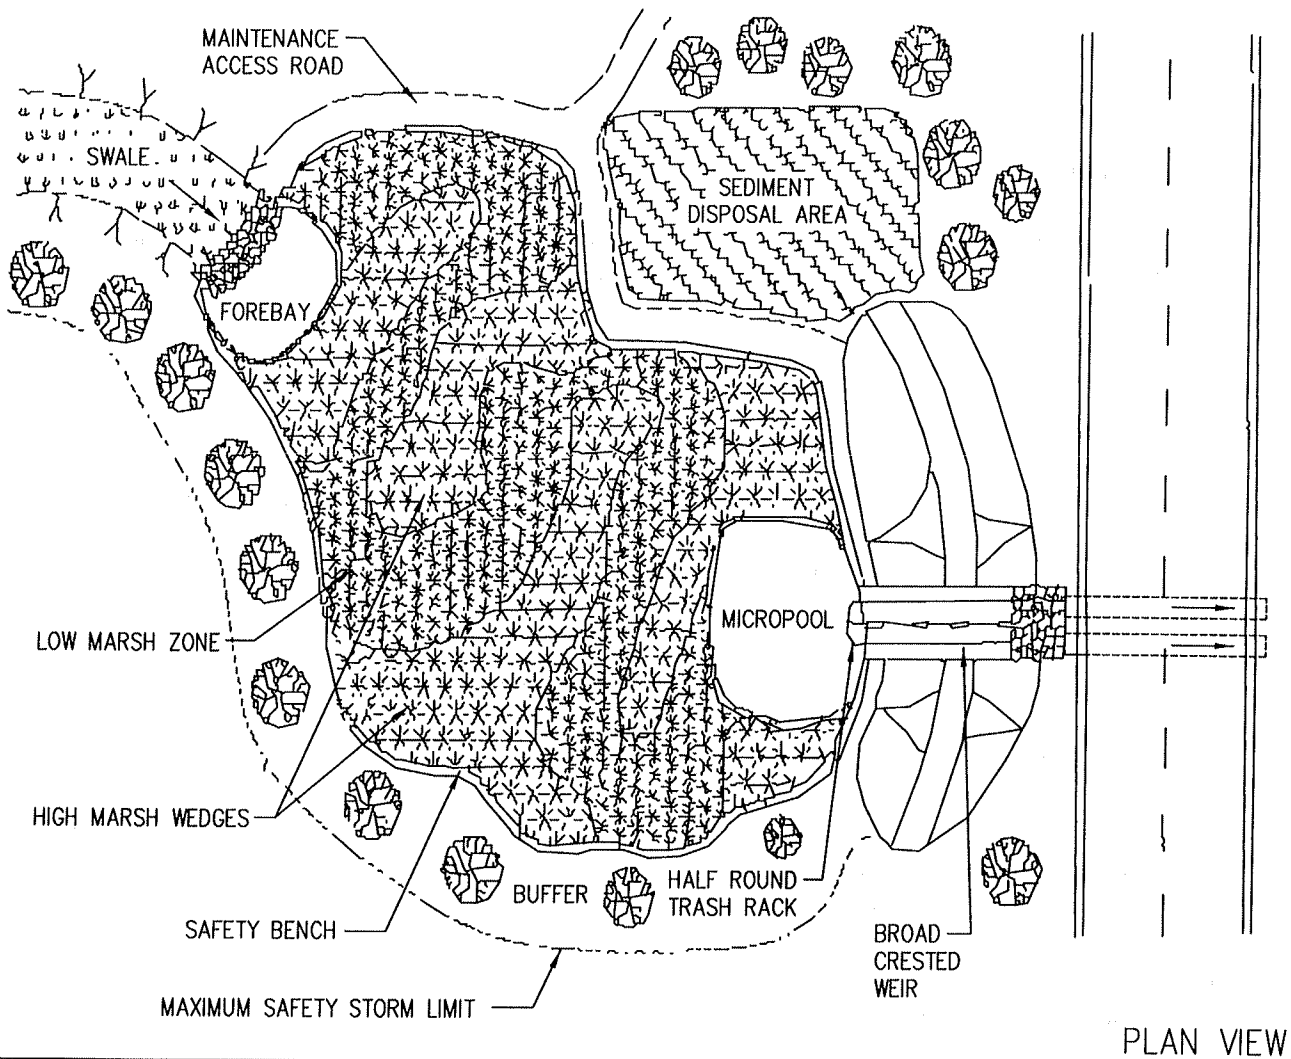 MAINTENANCE
ACCESS ROAD
SWALE
SEDIMENT
DISPOSAL AREA
FOREBAY
MICROPOOL
LOW MARSH ZONE
HIGH MARSH WEDGES
BUFFER
HALF ROUND
TRASH RACK
SAFETY BENCH
BROAD
CRESTED
WEIR
MAXIMUM SAFETY STORM LIMIT
PLAN VIEW